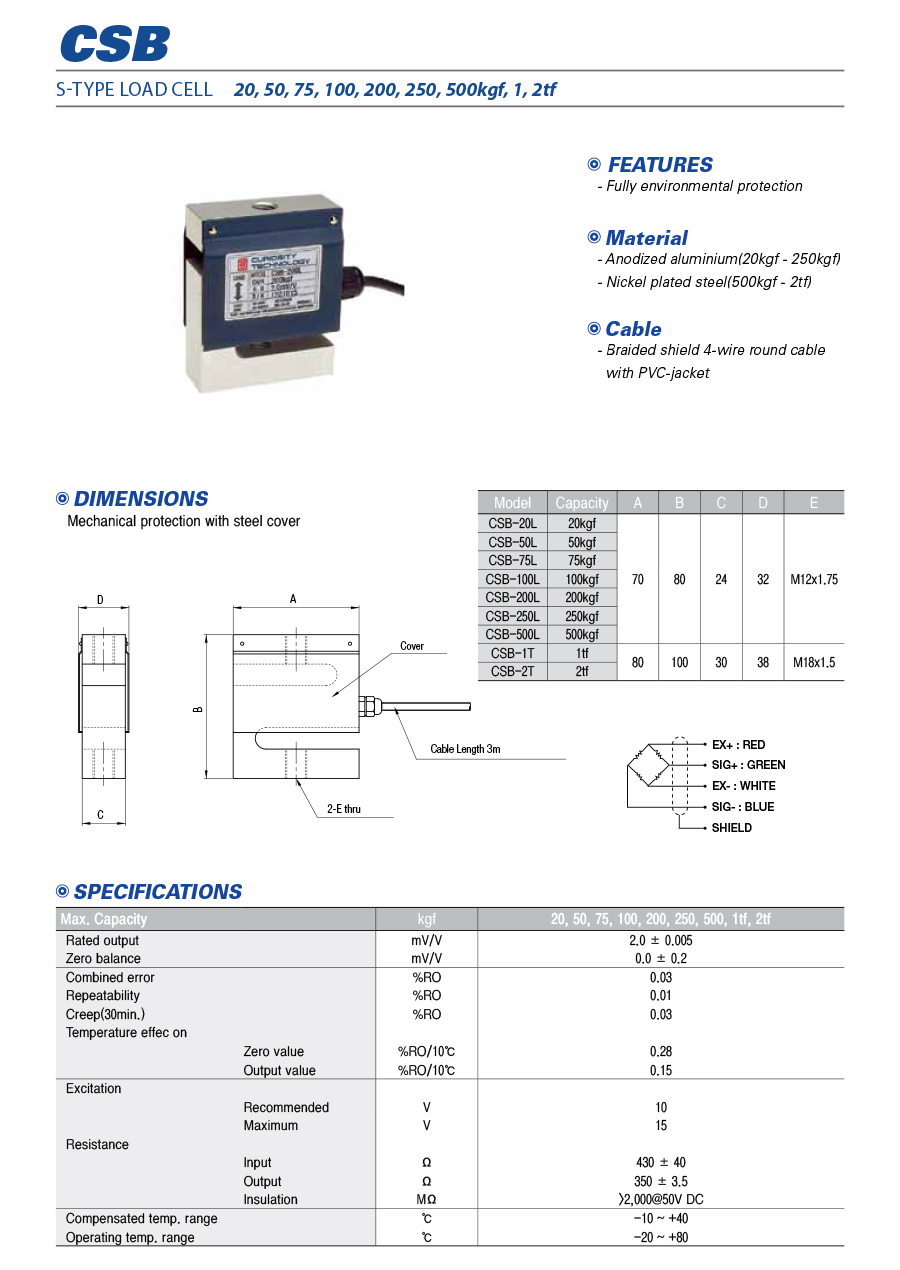 CSB
S-TYPE LOAD CELL 20, 50, 75, 100, 200, 250, 500kgf, 1, 2tf
FEATURES
- Fully environmental protection
Material
- Anodized aluminium(20kgf - 250kgf)
- Nickel plated steel(500kgf - 2tf)
Cable
- Braided shield 4-wire round cable
with PVC-jacket
CUROSITY
TECHNOLOGY
DIMENSIONS
Mechanical protection with steel cover
Model Capacity A B C D E
CSB-20L 20kgf
CSB-50L 50kgf
CSB-75L 75kgf
CSB-100L 100kgf 70 80 24 32 M12x1.75
CSB-200L 200kgf
CSB-250L 250kgf
CSB-500L 500kgf
CSB-1T 1tf
80 100 30 38 M18x1.5
CSB-2T 2tf
D
A
Cover
B
Cable Length 3m
C
2-E thru
EX+ : RED
SIG+ : GREEN
EX- : WHITE
SIG- : BLUE
SHIELD
SPECIFICATIONS
Max. Capacity kgf 20, 50, 75, 100, 200, 250, 500, 1tf, 2tf
Rated output mV/V 2.0 ± 0.005
Zero balance mV/V 0.0 ± 0.2
Combined error %RO 0.03
Repeatability %RO 0.01
Creep(30min.) %RO 0.03
Temperature effec on
Zero value %RO/10℃ 0.28
Output value %RO/10℃ 0.15
Excitation
Recommended V 10
Maximum V 15
Resistance
Input Ω 430 ± 40
Output Ω 350 ± 3.5
Insulation MΩ >2,000@50V DC
Compensated temp. range ℃ -10 ~ +40
Operating temp. range ℃ -20 ~ +80